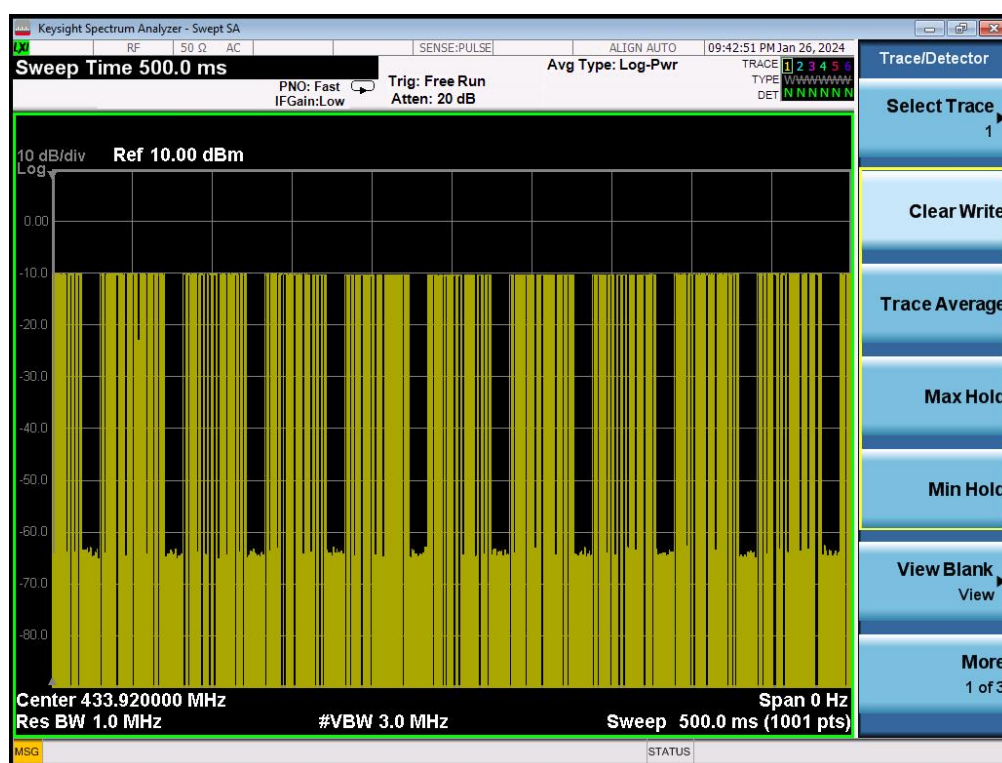 Keysight Spectrum Analyzer - Swept SA
LXI RF 50 Ω AC SENSE:PULSE ALIGN AUTO 09:42:51 PM Jan 26, 2024
Sweep Time 500.0 ms
PNO: Fast
IFGain:Low
Trig: Free Run
Atten: 20 dB
Avg Type: Log-Pwr
TRACE 1 2 3 4 5 6
TYPE WWWWWW
DET N N N N N N
10 dB/div Ref 10.00 dBm
Log
0.00
-10.0
-20.0
-30.0
-40.0
-50.0
-60.0
-70.0
-80.0
Center 433.920000 MHz Span 0 Hz
Res BW 1.0 MHz #VBW 3.0 MHz Sweep 500.0 ms (1001 pts)
MSG STATUS
Trace/Detector
Select Trace
1
Clear Write
Trace Average
Max Hold
Min Hold
View Blank
View
More
1 of 3